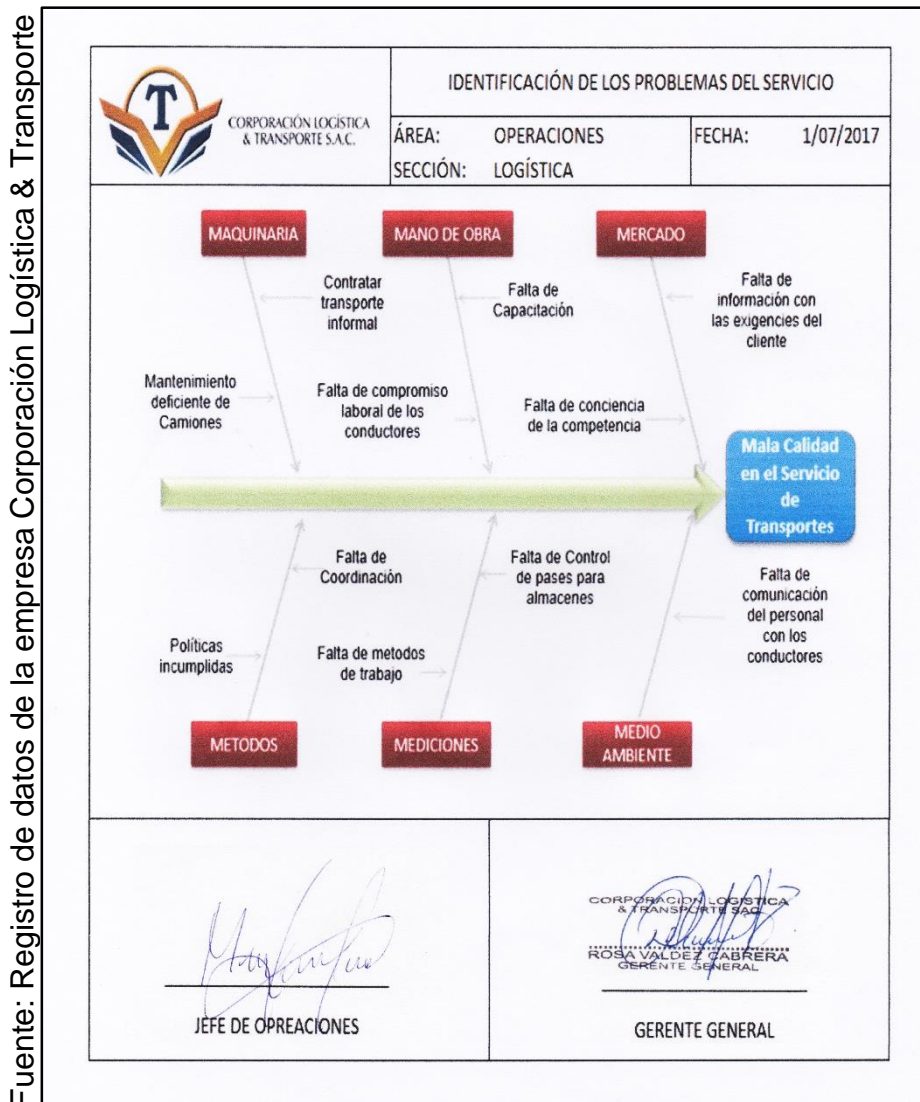 Fuente: Registro de datos de la empresa Corporación Logística & Transporte
T
CORPORACIÓN LOGÍSTICA
& TRANSPORTE S.A.C.
IDENTIFICACIÓN DE LOS PROBLEMAS DEL SERVICIO
ÁREA: OPERACIONES
FECHA: 1/07/2017
SECCIÓN: LOGÍSTICA
MAQUINARIA
MANO DE OBRA
MERCADO
Contratar
transporte
informal
Falta de
Capacitación
Falta de
información con
las exigencies del
cliente
Mantenimiento
deficiente de
Camiones
Falta de compromiso
laboral de los
conductores
Falta de conciencia
de la competencia
Mala Calidad
en el Servicio
de
Transportes
Falta de
Coordinación
Falta de Control
de pases para
almacenes
Falta de
comunicación
del personal
con los
conductores
Políticas
incumplidas
Falta de metodos
de trabajo
METODOS
MEDICIONES
MEDIO
AMBIENTE
CORPORACION LOGISTICA
& TRANSPORTE SAC
ROSA VALDEZ CABRERA
GERENTE GENERAL
JEFE DE OPREACIONES
GERENTE GENERAL